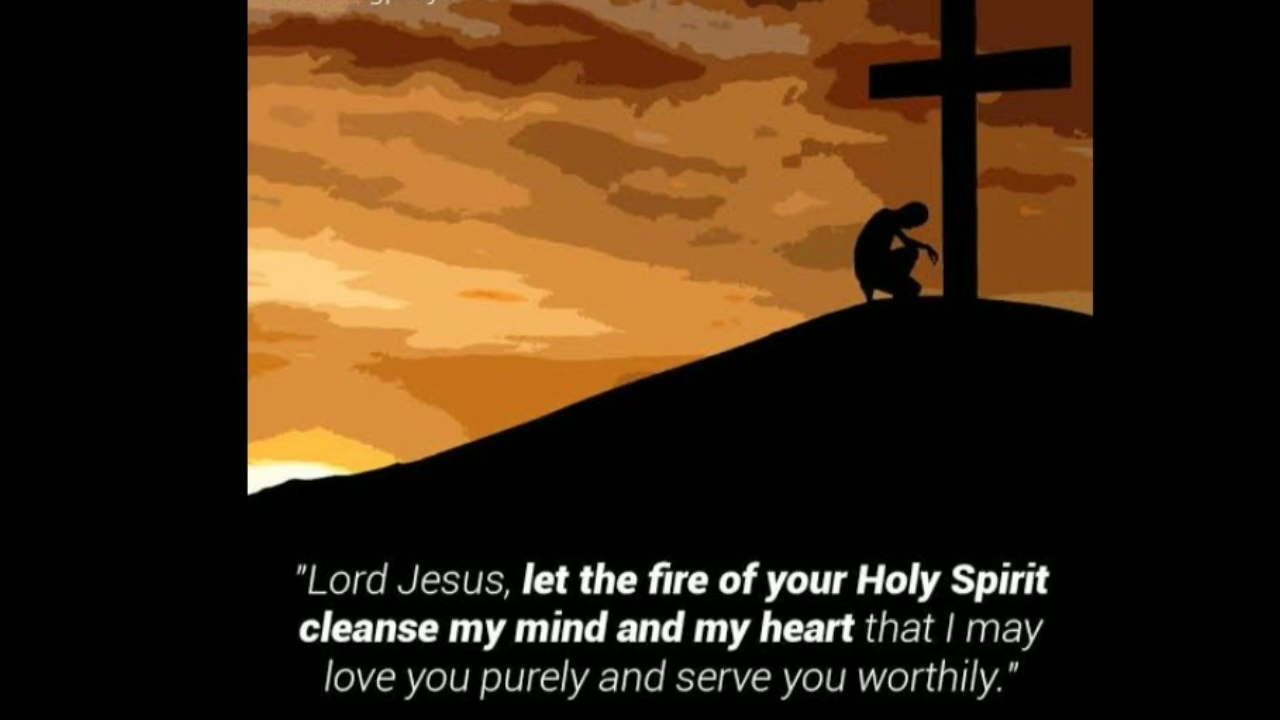 "Lord Jesus, let the fire of your Holy Spirit
cleanse my mind and my heart that I may
love you purely and serve you worthily."